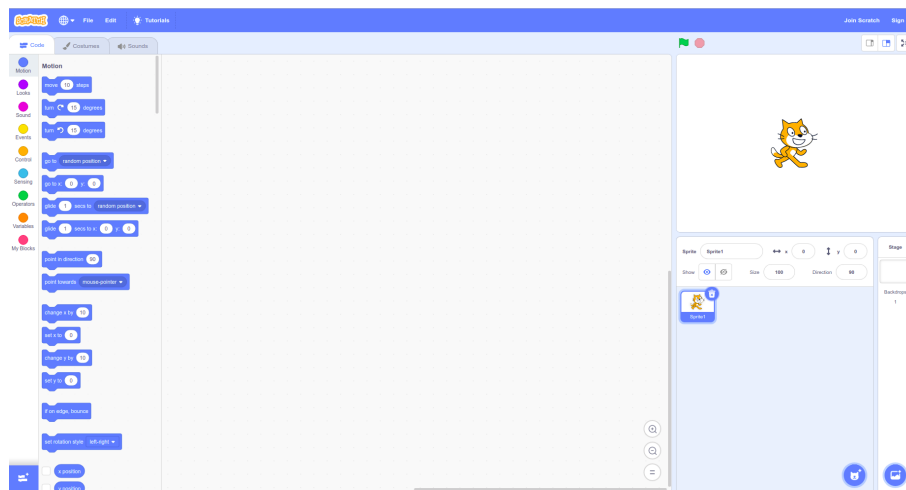 SCRATCH File Edit Tutorials Join Scratch Sign
Code Costumes Sounds
Motion
Looks
Sound
Events
Control
Sensing
Operators
Variables
My Blocks
Motion
move 10 steps
turn 15 degrees
turn 15 degrees
go to random position
go to x: 0 y: 0
glide 1 secs to random position
glide 1 secs to x: 0 y: 0
point in direction 90
point towards mouse-pointer
change x by 10
set x to 0
change y by 10
set y to 0
if on edge, bounce
set rotation style left-right
x position
y position
Sprite Sprite1 x 0 y 0
Show Size 100 Direction 90
Sprite1
Stage
Backdrops
1